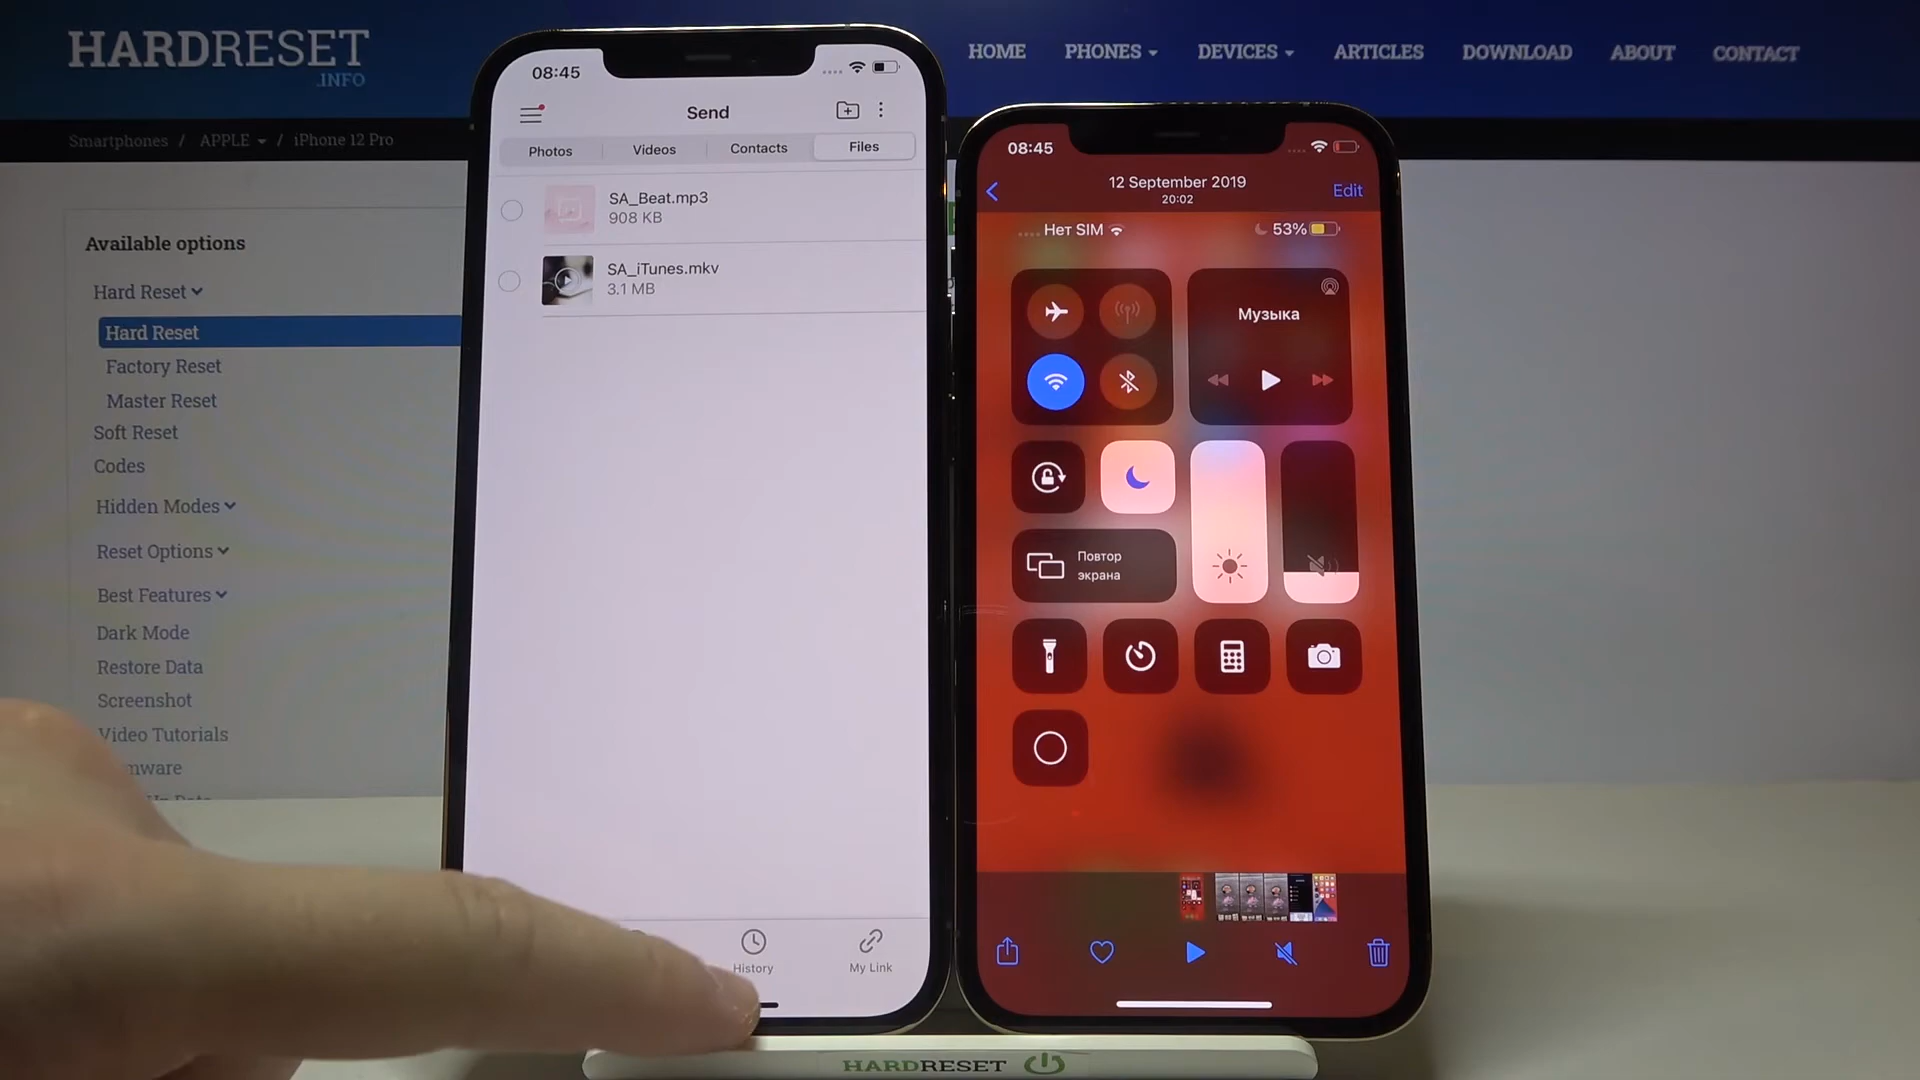 HARDRESET
.INFO
HOME PHONES DEVICES ARTICLES DOWNLOAD ABOUT CONTACT
Smartphones / APPLE / iPhone 12 Pro
Available options
Hard Reset
Hard Reset
Factory Reset
Master Reset
Soft Reset
Codes
Hidden Modes
Reset Options
Best Features
Dark Mode
Restore Data
Screenshot
Video Tutorials
08:45
Send
Photos Videos Contacts Files
SA_Beat.mp3
908 KB
SA_iTunes.mkv
3.1 MB
History
My Link
08:45
12 September 2019
20:02
Edit
Нет SIM
53%
Музыка
Повтор
экрана
HARDRESET